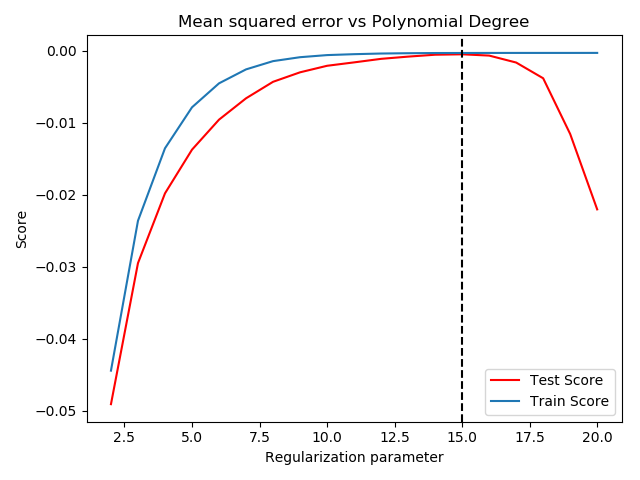 Mean squared error vs Polynomial Degree
0.00
−0.01
−0.02
−0.03
−0.04
−0.05
Score
2.5 5.0 7.5 10.0 12.5 15.0 17.5 20.0
Regularization parameter
Test Score
Train Score